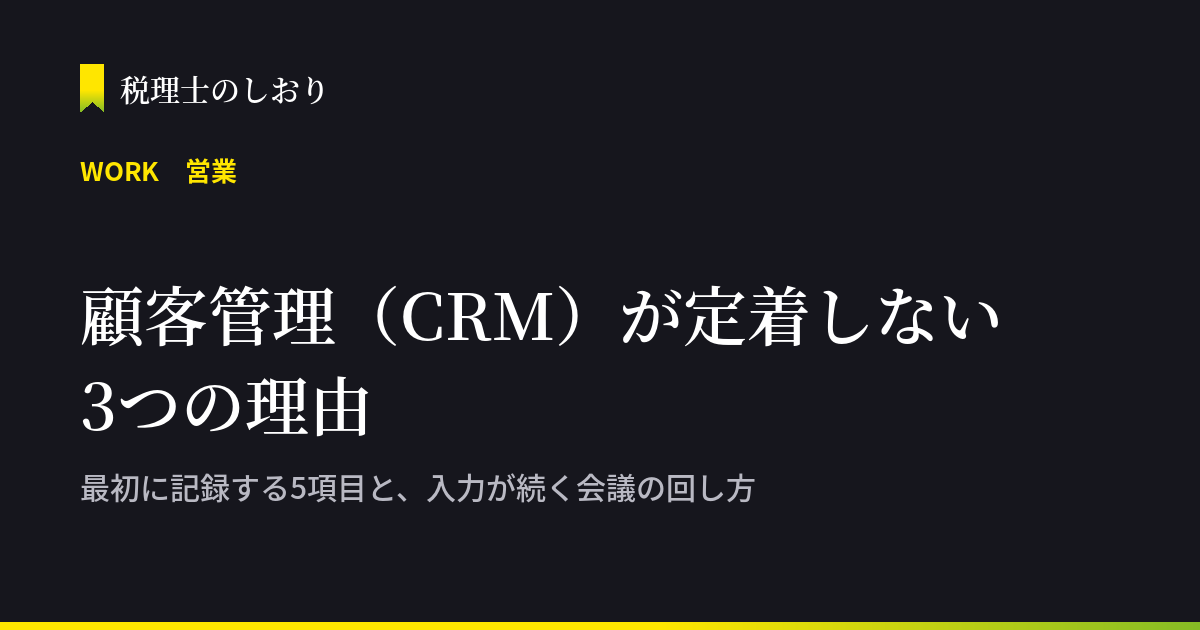 税理士のしおり
WORK 営業
顧客管理（CRM）が定着しない
3つの理由
最初に記録する5項目と、入力が続く会議の回し方